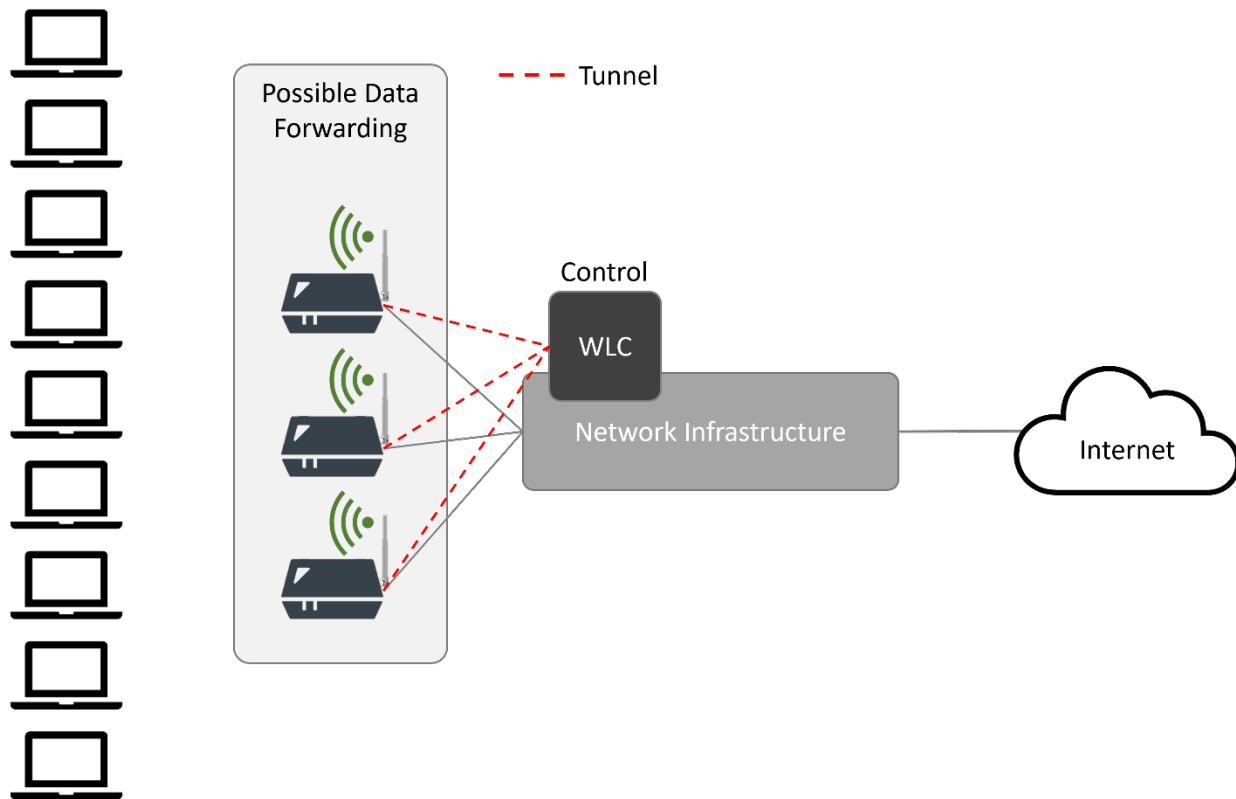 Possible Data
Forwarding
Tunnel
Control
WLC
Network Infrastructure
Internet